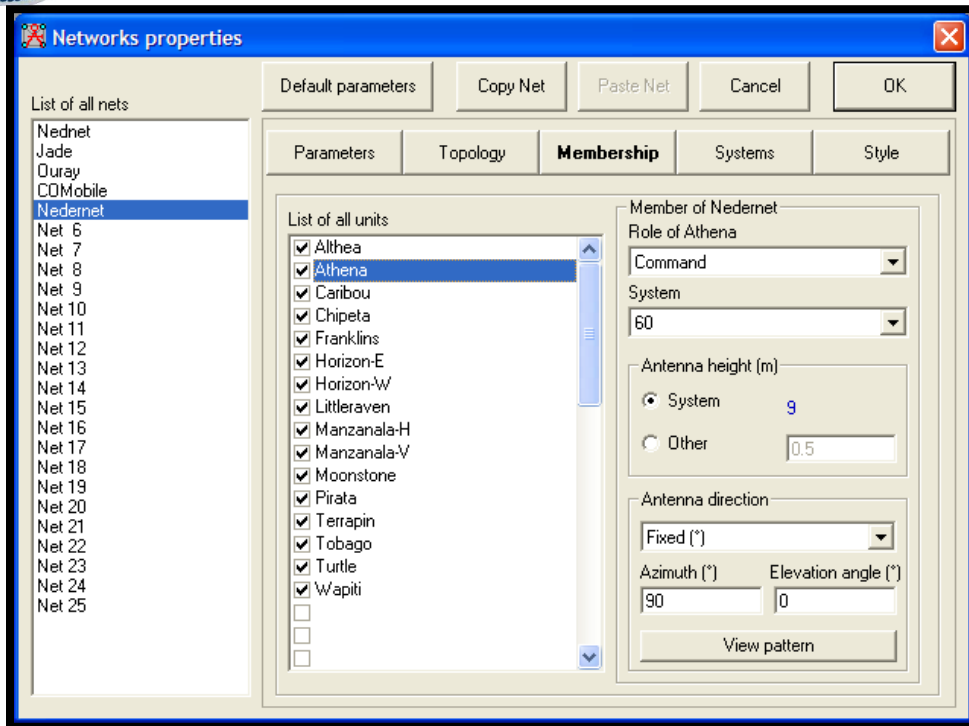 Networks properties
List of all nets
Nednet
Jade
Ouray
COMobile
Nedernet
Net 6
Net 7
Net 8
Net 9
Net 10
Net 11
Net 12
Net 13
Net 14
Net 15
Net 16
Net 17
Net 18
Net 19
Net 20
Net 21
Net 22
Net 23
Net 24
Net 25
Default parameters
Copy Net
Paste Net
Cancel
OK
Parameters
Topology
Membership
Systems
Style
List of all units
Althea
Athena
Caribou
Chipeta
Franklins
Horizon-E
Horizon-W
Littleraven
Manzanala-H
Manzanala-V
Moonstone
Pirata
Terrapin
Tobago
Turtle
Wapiti
Member of Nedernet
Role of Athena
Command
System
60
Antenna height (m)
System 9
Other 0.5
Antenna direction
Fixed (°)
Azimuth (°) Elevation angle (°)
90 0
View pattern